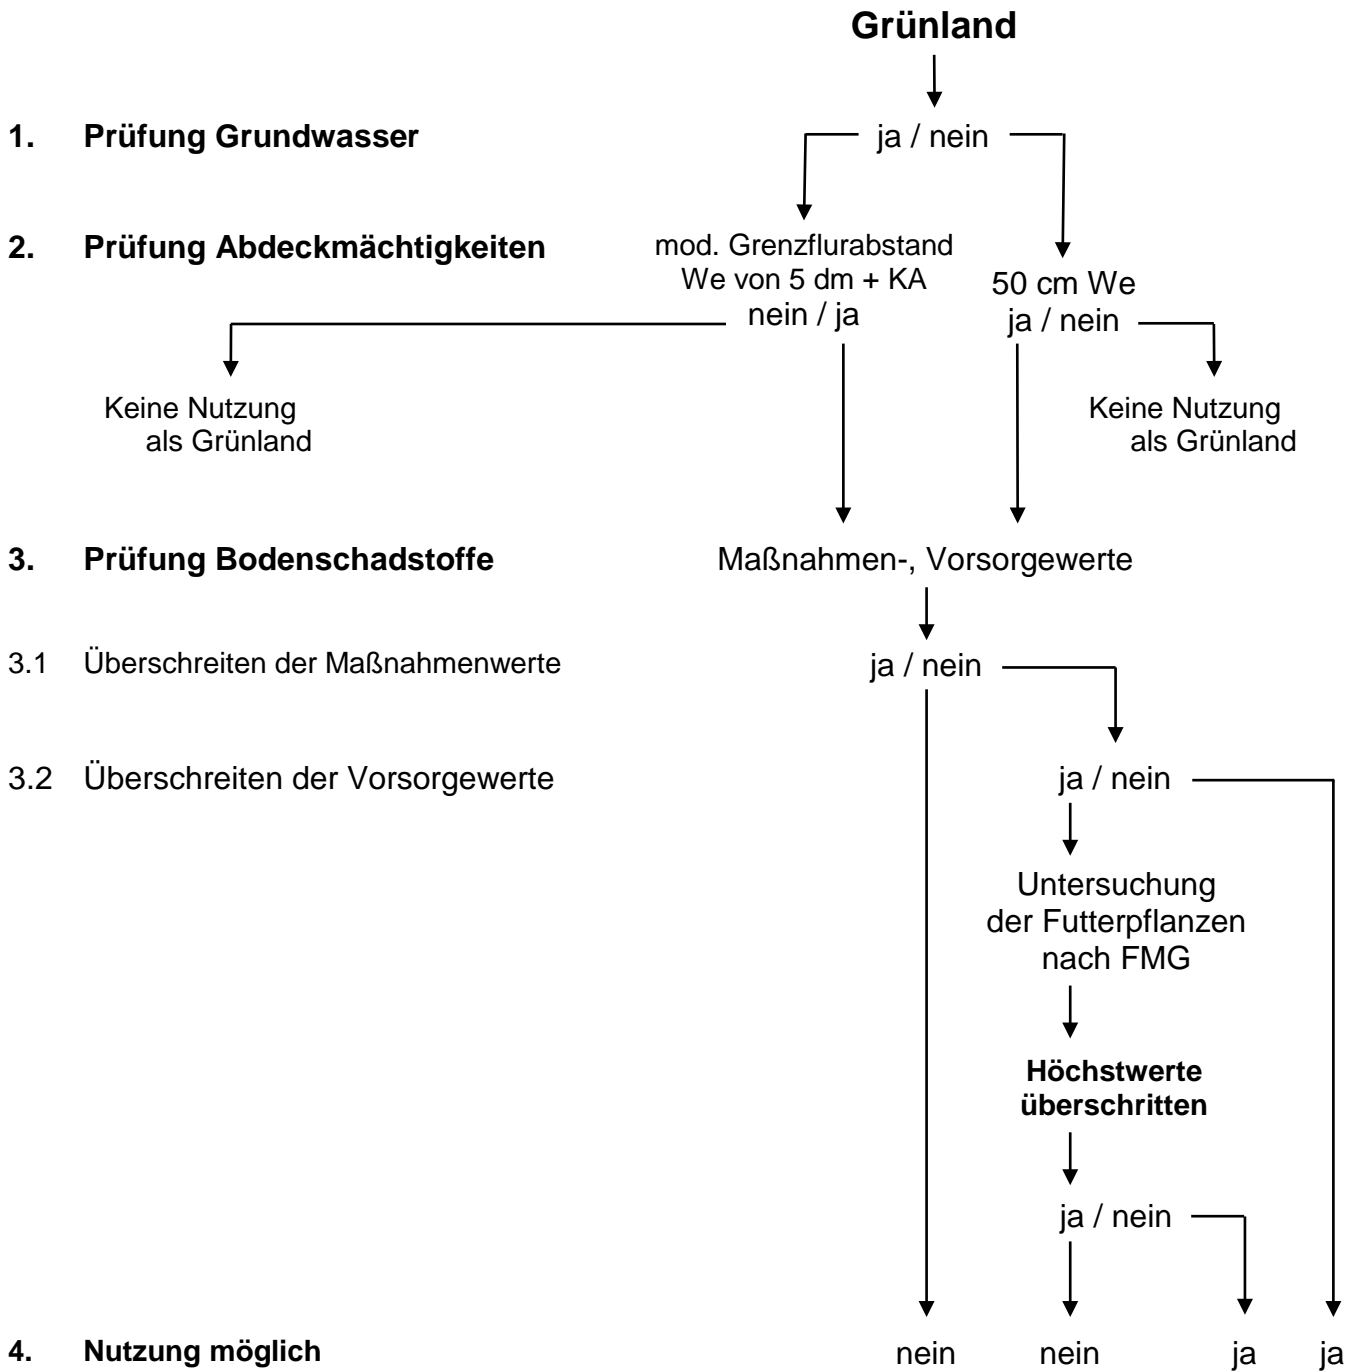 Grünland
1. Prüfung Grundwasser
ja / nein
2. Prüfung Abdeckmächtigkeiten
mod. Grenzflurabstand
We von 5 dm + KA
nein / ja
50 cm We
ja / nein
Keine Nutzung
als Grünland
Keine Nutzung
als Grünland
3. Prüfung Bodenschadstoffe
Maßnahmen-, Vorsorgewerte
3.1 Überschreiten der Maßnahmenwerte
ja / nein
3.2 Überschreiten der Vorsorgewerte
ja / nein
Untersuchung
der Futterpflanzen
nach FMG
Höchstwerte
überschritten
ja / nein
4. Nutzung möglich
nein nein ja ja